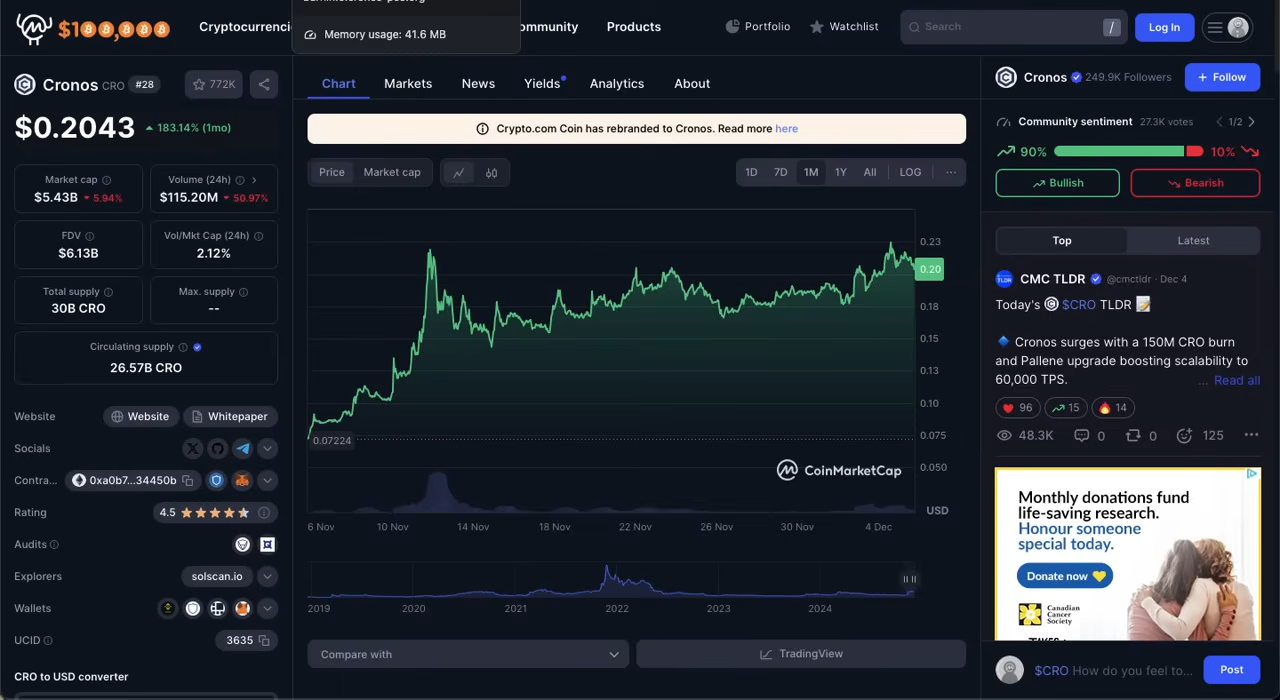 Memory usage: 41.6 MB
Products
Portfolio
Watchlist
Search
/
Log In
Cronos CRO #28
772K
$0.2043
183.14% (1mo)
Market cap
$5.43B 5.94%
Volume (24h)
$115.20M 50.97%
FDV
$6.13B
Vol/Mkt Cap (24h)
2.12%
Total supply
30B CRO
Max. supply
--
Circulating supply
26.57B CRO
Website
Website
Whitepaper
Socials
Contra...
0xa0b7...34450b
Rating
4.5
Audits
Explorers
solscan.io
Wallets
UCID
3635
CRO to USD converter
Chart
Markets
News
Yields
Analytics
About
Crypto.com Coin has rebranded to Cronos. Read more here
Price
Market cap
1D
7D
1M
1Y
All
LOG
...
0.23
0.20
0.18
0.15
0.13
0.10
0.075
0.050
0.07224
CoinMarketCap
USD
6 Nov
10 Nov
14 Nov
18 Nov
22 Nov
26 Nov
30 Nov
4 Dec
2019
2020
2021
2022
2023
2024
Compare with
TradingView
Cronos 249.9K Followers
+ Follow
Community sentiment 27.3K votes
1/2
90%
10%
Bullish
Bearish
Top
Latest
TLDR
CMC TLDR @cmctldr · Dec 4
Today's $CRO TLDR
Cronos surges with a 150M CRO burn
and Pallene upgrade boosting scalability to
60,000 TPS.
... Read all
96
15
14
48.3K
0
0
125
...
Monthly donations fund
life-saving research.
Honour someone
special today.
Donate now
Canadian
Cancer
Society
$CRO How do you feel to...
Post